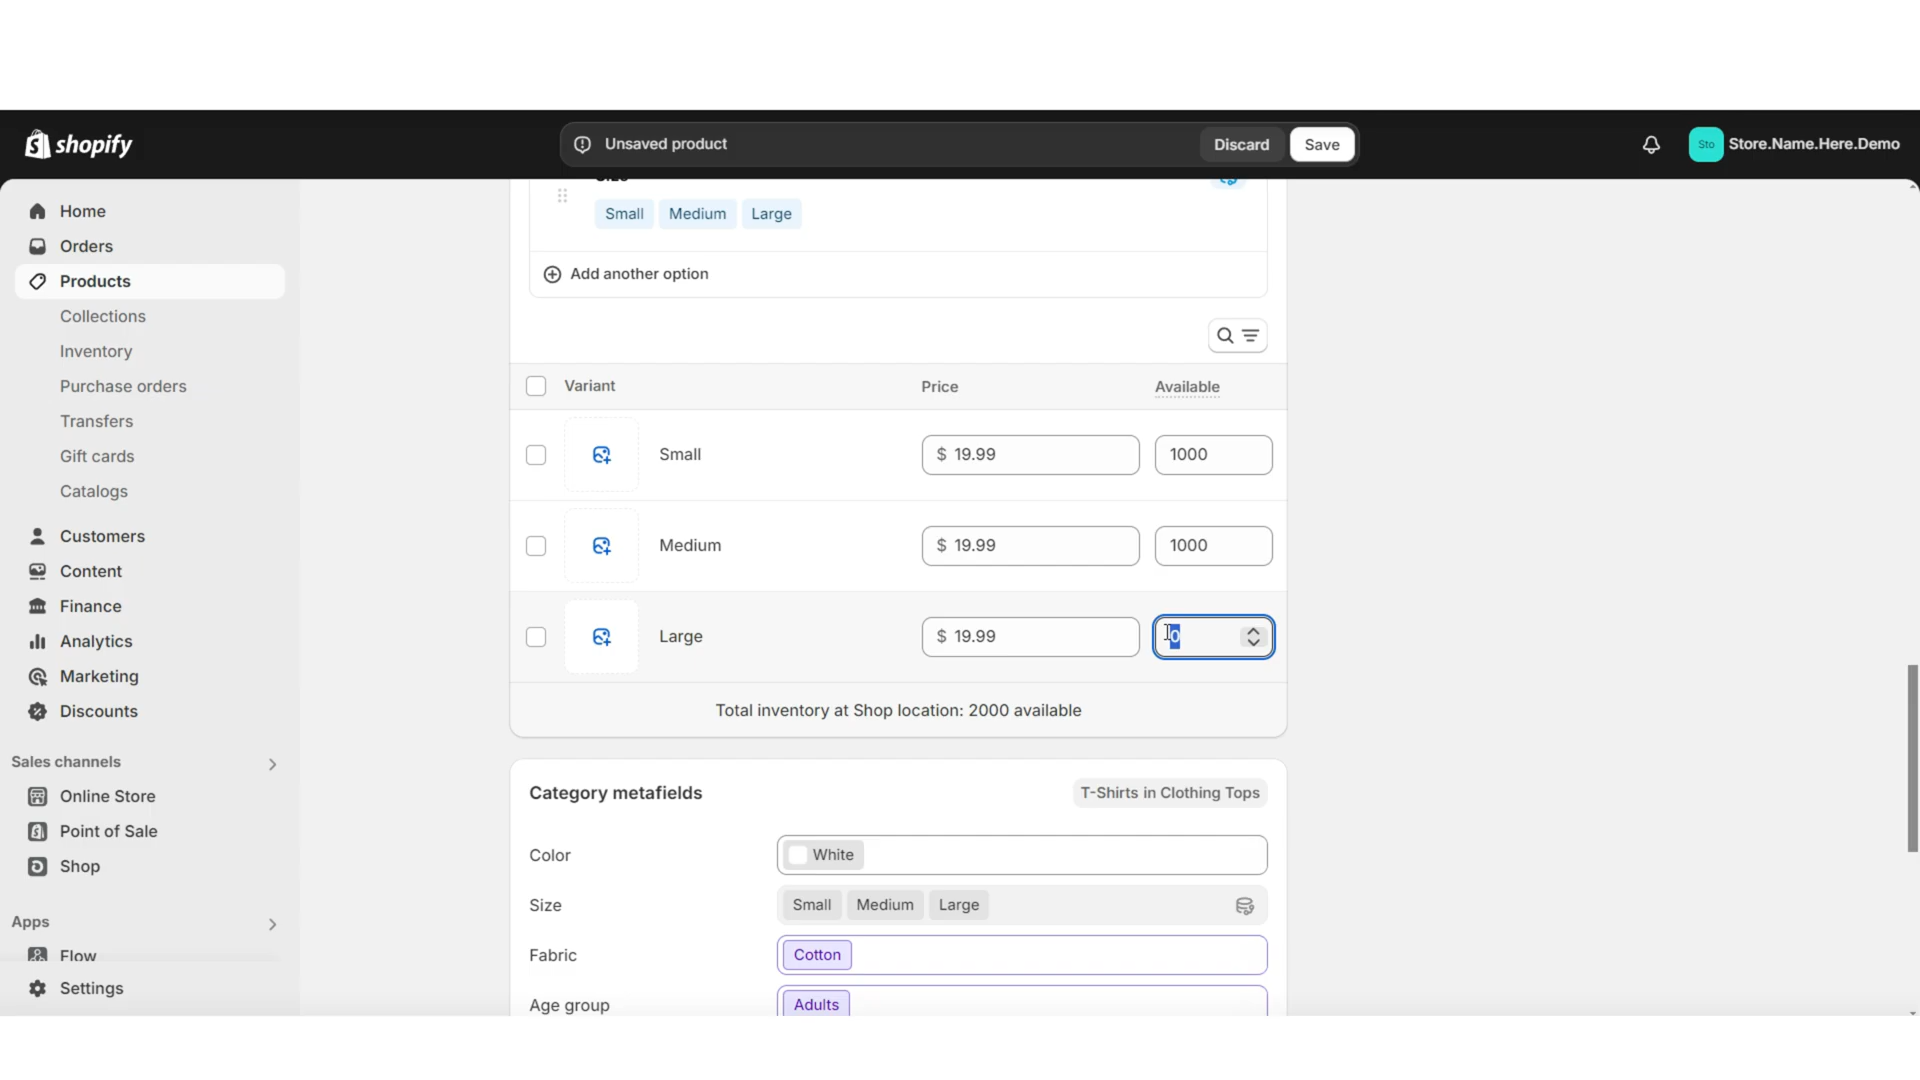 shopify
Unsaved product
Discard
Save
Sto
Store.Name.Here.Demo
Home
Orders
Products
Collections
Inventory
Purchase orders
Transfers
Gift cards
Catalogs
Customers
Content
Finance
Analytics
Marketing
Discounts
Sales channels
Online Store
Point of Sale
Shop
Apps
Flow
Settings
Size
Small Medium Large
Add another option
Variant Price Available
Small $ 19.99 1000
Medium $ 19.99 1000
Large $ 19.99 0
Total inventory at Shop location: 2000 available
Category metafields T-Shirts in Clothing Tops
Color White
Size Small Medium Large
Fabric Cotton
Age group Adults